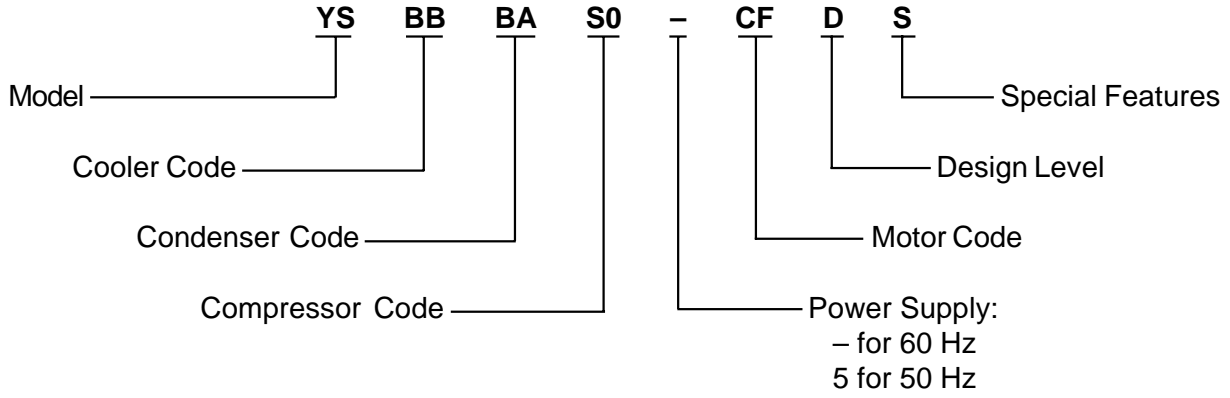 YS BB BA S0 – CF D S
Model
Special Features
Cooler Code
Design Level
Condenser Code
Motor Code
Compressor Code
Power Supply:
– for 60 Hz
5 for 50 Hz